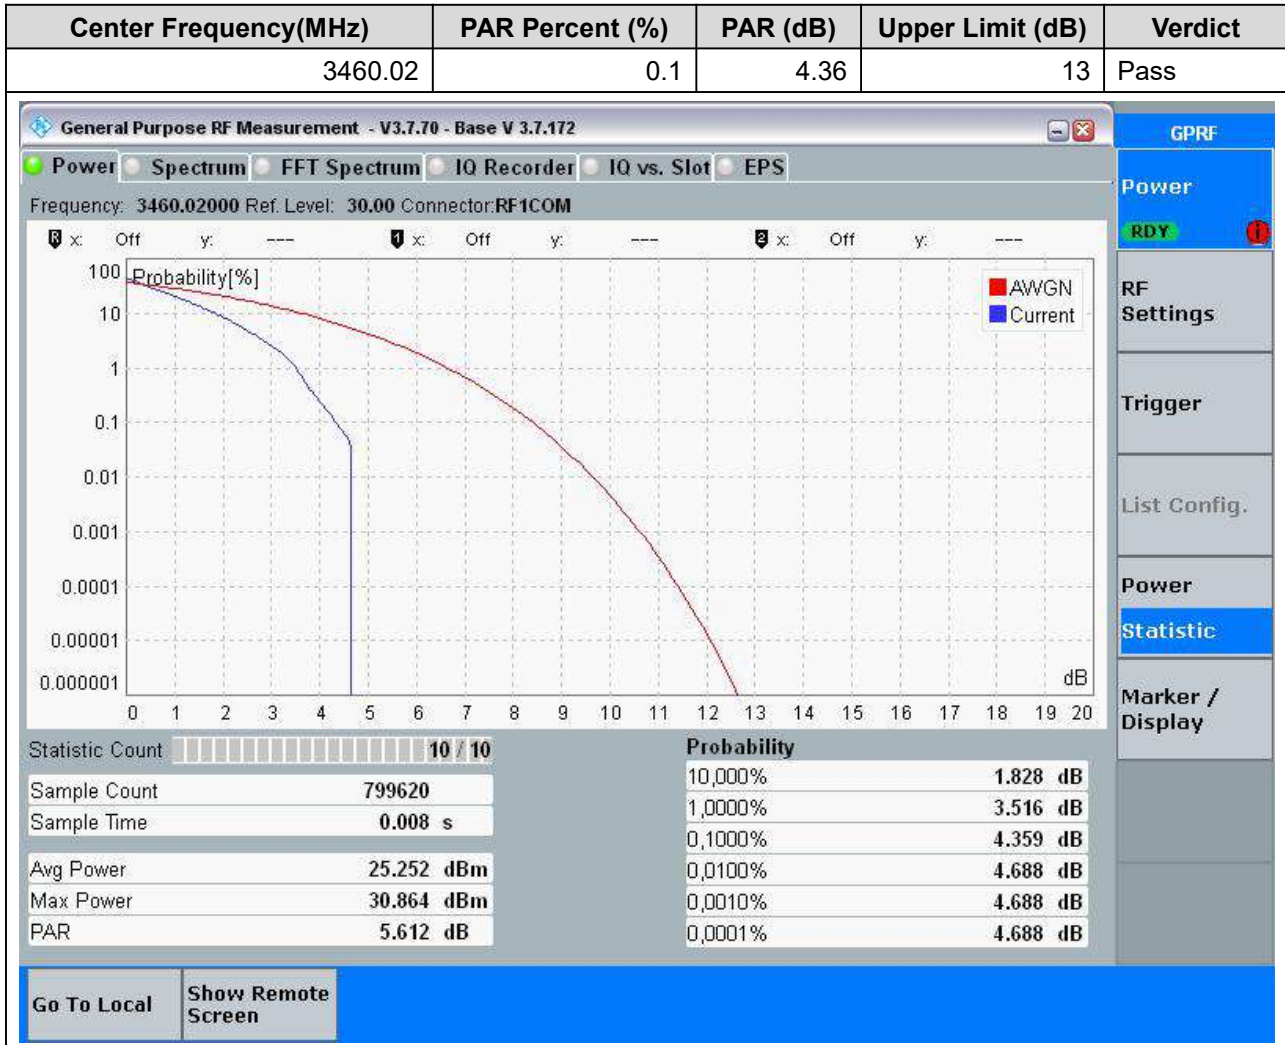 Center Frequency(MHz) PAR Percent (%) PAR (dB) Upper Limit (dB) Verdict
3460.02 0.1 4.36 13 Pass
General Purpose RF Measurement - V3.7.70 - Base V 3.7.172
GPRF
Power Spectrum FFT Spectrum IQ Recorder IQ vs. Slot EPS
Frequency: 3460.02000 Ref. Level: 30.00 Connector:RF1COM
R x: Off y: --- 1 x: Off y: --- 2 x: Off y: ---
Probability[%]
AWGN
Current
100
10
1
0.1
0.01
0.001
0.0001
0.00001
0.000001
dB
0 1 2 3 4 5 6 7 8 9 10 11 12 13 14 15 16 17 18 19 20
Power
RDY
RF
Settings
Trigger
List Config.
Power
Statistic
Marker /
Display
Statistic Count 10 / 10
Sample Count 799620
Sample Time 0.008 s
Avg Power 25.252 dBm
Max Power 30.864 dBm
PAR 5.612 dB
Probability
10,000% 1.828 dB
1,0000% 3.516 dB
0,1000% 4.359 dB
0,0100% 4.688 dB
0,0010% 4.688 dB
0,0001% 4.688 dB
Go To Local
Show Remote
Screen